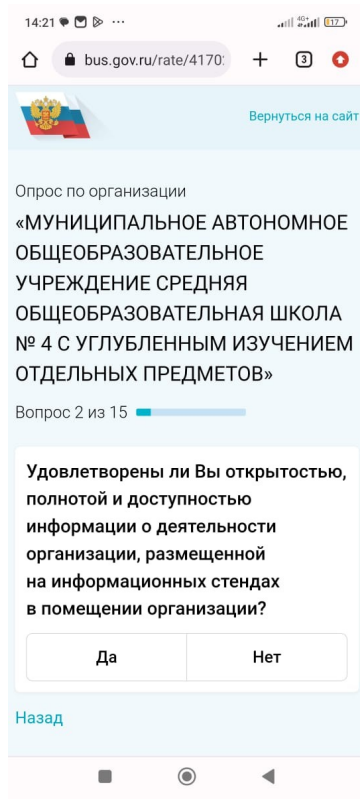 14:21
4G+
17
bus.gov.ru/rate/4170
3
Вернуться на сайт
Опрос по организации
«МУНИЦИПАЛЬНОЕ АВТОНОМНОЕ
ОБЩЕОБРАЗОВАТЕЛЬНОЕ
УЧРЕЖДЕНИЕ СРЕДНЯЯ
ОБЩЕОБРАЗОВАТЕЛЬНАЯ ШКОЛА
№ 4 С УГЛУБЛЕННЫМ ИЗУЧЕНИЕМ
ОТДЕЛЬНЫХ ПРЕДМЕТОВ»
Вопрос 2 из 15
Удовлетворены ли Вы открытостью,
полнотой и доступностью
информации о деятельности
организации, размещенной
на информационных стендах
в помещении организации?
Да
Нет
Назад